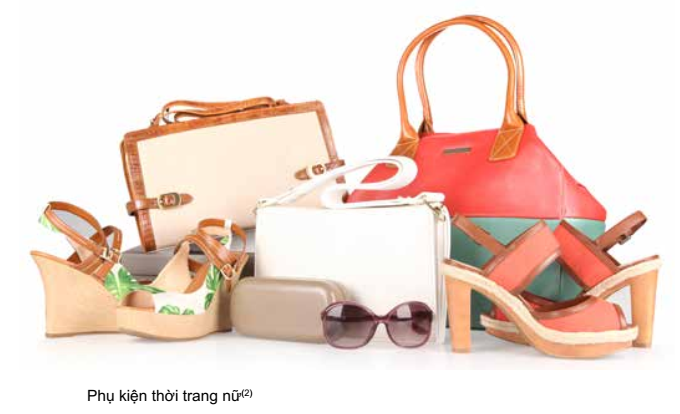 Phụ kiện thời trang nữ⁽²⁾